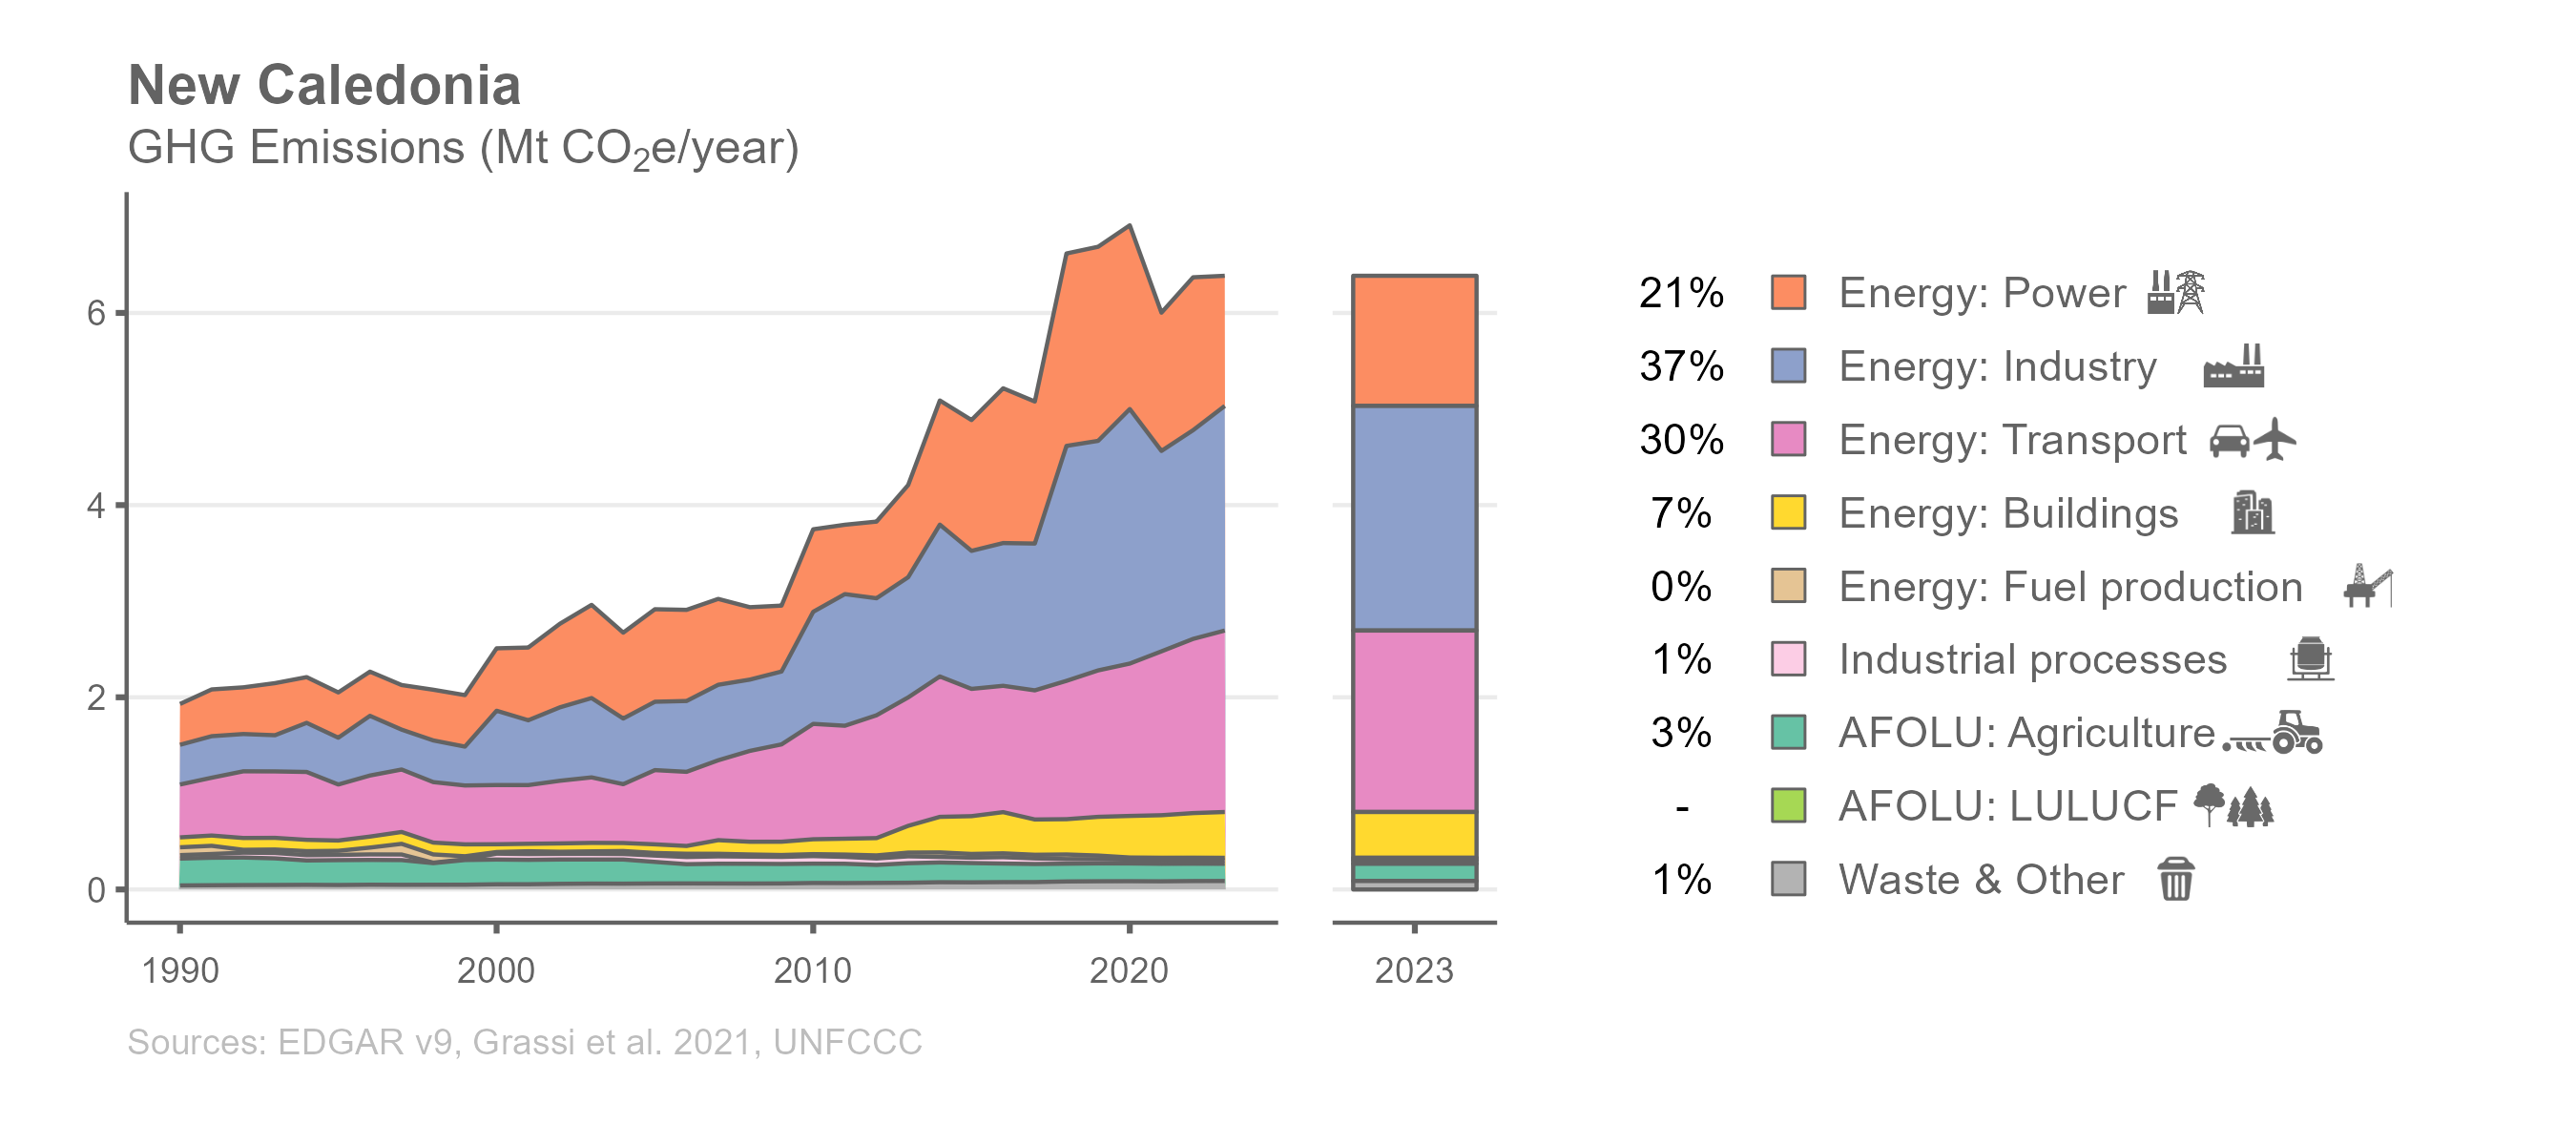 New Caledonia
GHG Emissions (Mt CO₂e/year)
6
4
2
0
1990 2000 2010 2020 2023
21% Energy: Power
37% Energy: Industry
30% Energy: Transport
7% Energy: Buildings
0% Energy: Fuel production
1% Industrial processes
3% AFOLU: Agriculture
- AFOLU: LULUCF
1% Waste & Other
Sources: EDGAR v9, Grassi et al. 2021, UNFCCC